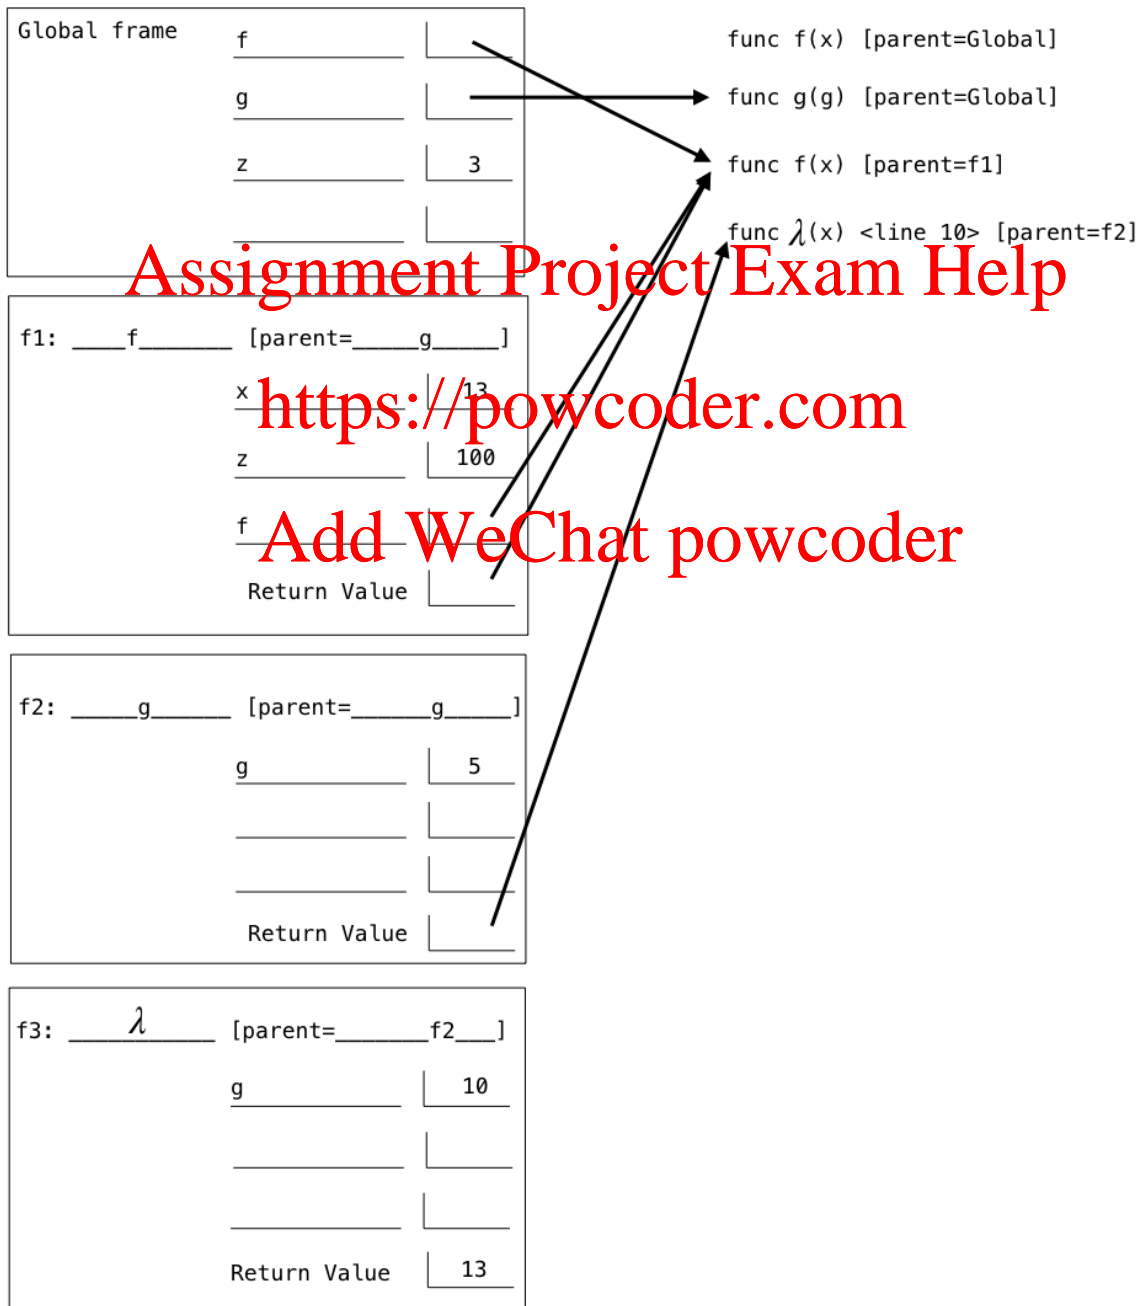 Global frame
f
g
z 3
func f(x) [parent=Global]
func g(g) [parent=Global]
func f(x) [parent=f1]
func λ(x) <line 10> [parent=f2]
Assignment Project Exam Help
f1: ____f_______ [parent=_____g_____]
x 13
https://powcoder.com
z 100
f
Add WeChat powcoder
Return Value
f2: _____g______ [parent=______g_____]
g 5
Return Value
f3: _____λ______ [parent=_______f2___]
g 10
Return Value 13